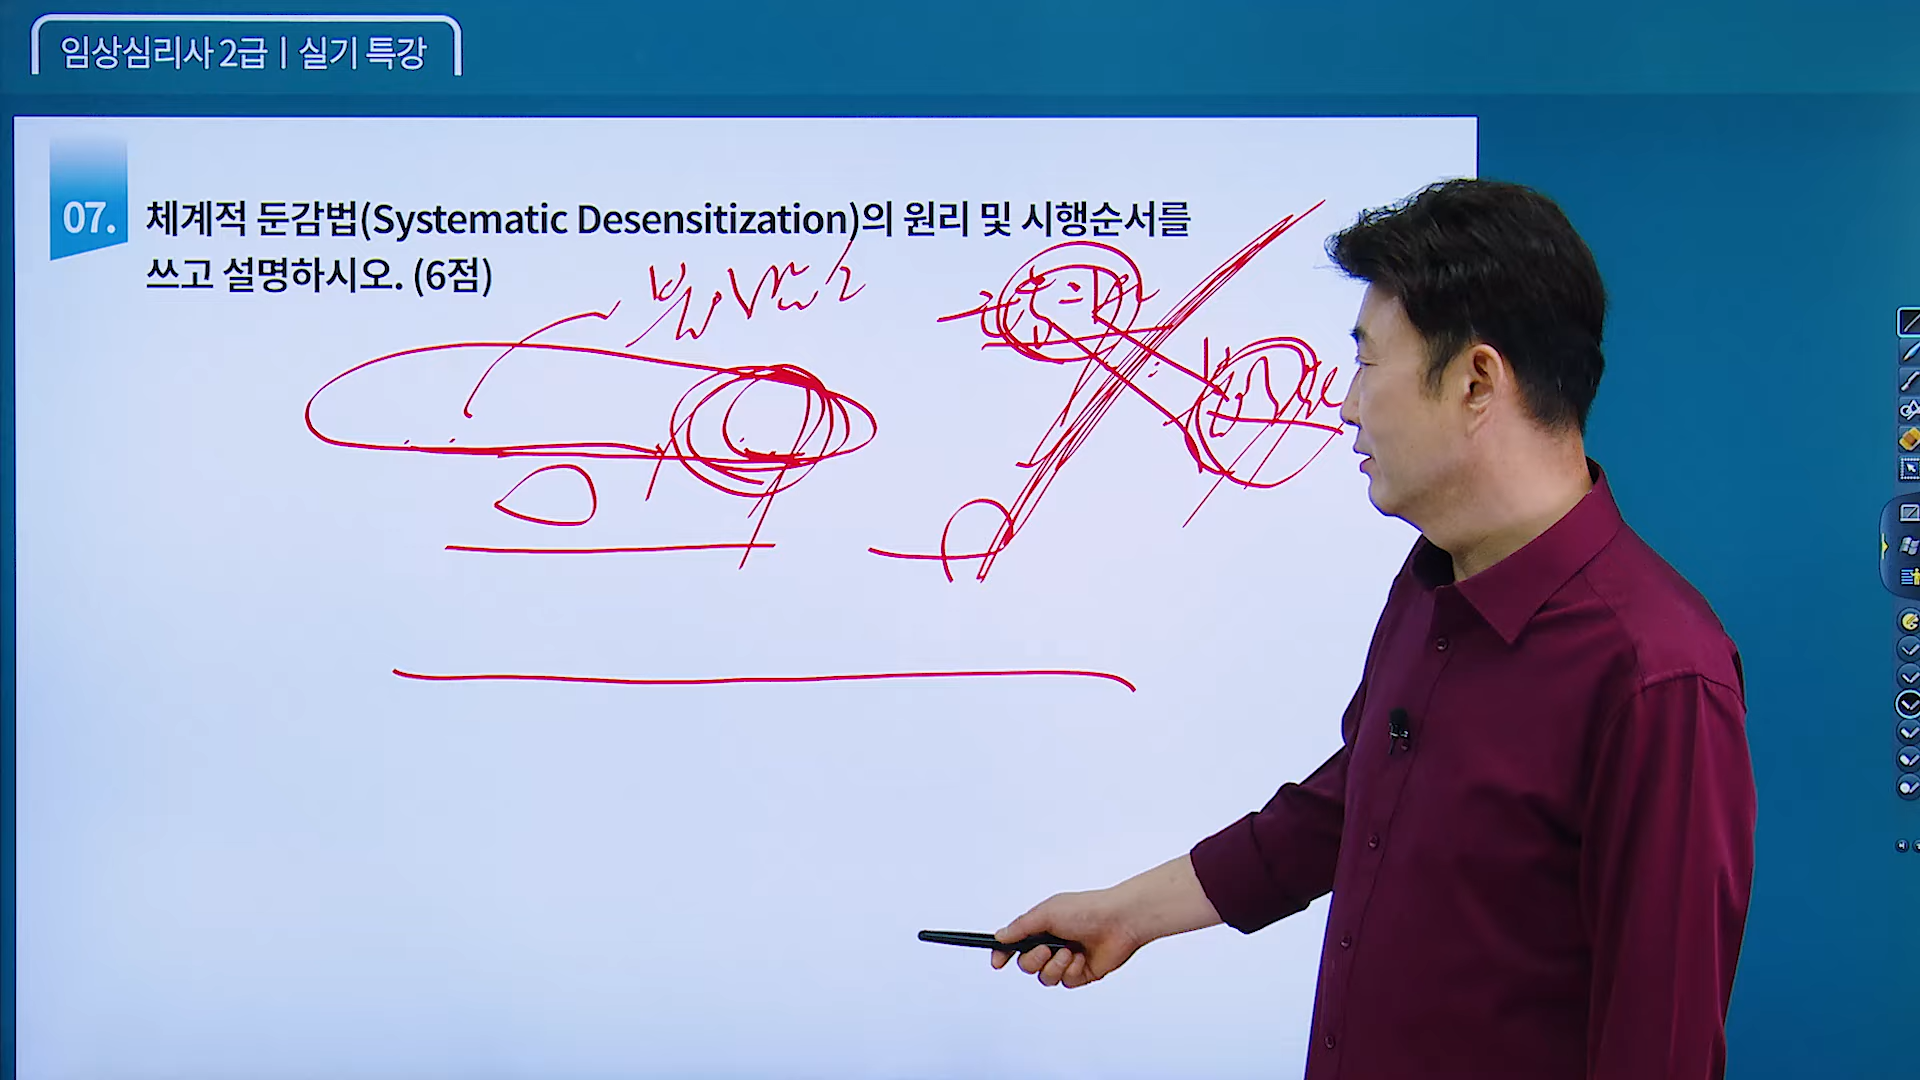 임상심리사 2급 | 실기 특강
07. 체계적 둔감법(Systematic Desensitization)의 원리 및 시행순서를
쓰고 설명하시오. (6점)